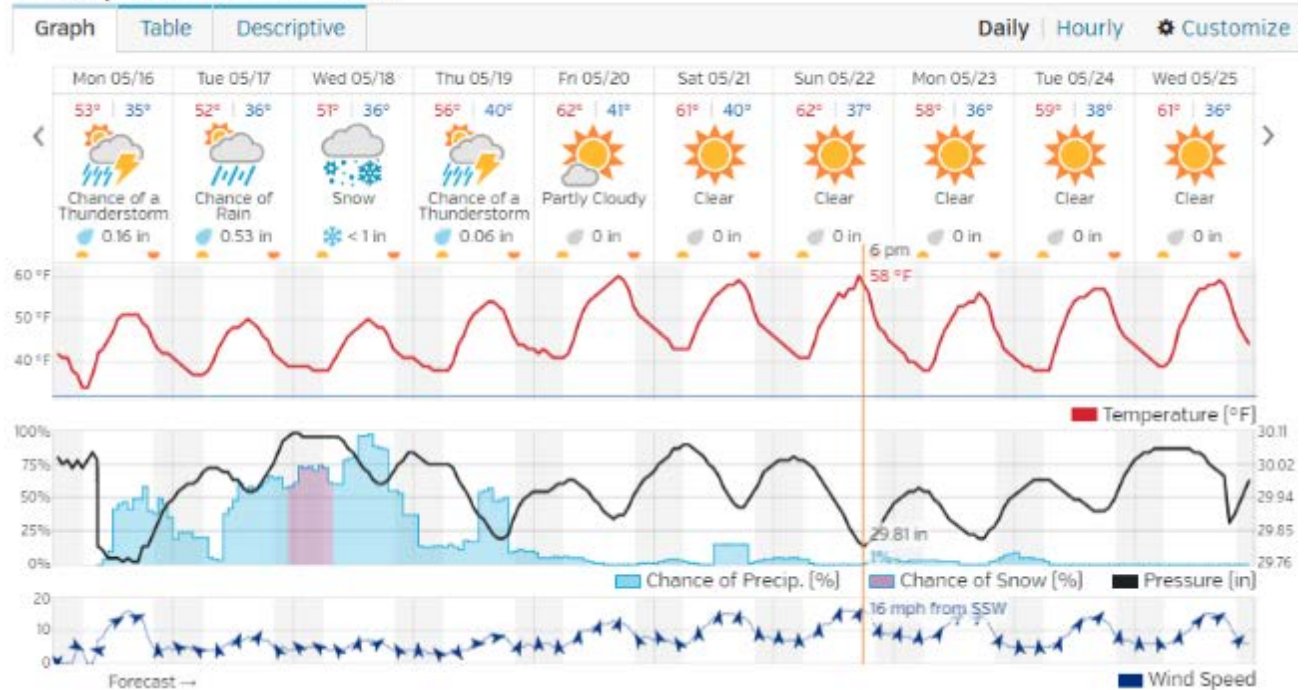 Graph Table Descriptive Daily Hourly Customize
Mon 05/16 Tue 05/17 Wed 05/18 Thu 05/19 Fri 05/20 Sat 05/21 Sun 05/22 Mon 05/23 Tue 05/24 Wed 05/25
53° | 35° 52° | 36° 51° | 36° 56° | 40° 62° | 41° 61° | 40° 62° | 37° 58° | 36° 59° | 38° 61° | 36°
Chance of a Thunderstorm Chance of Rain Snow Chance of a Thunderstorm Partly Cloudy Clear Clear Clear Clear Clear
0.16 in 0.53 in < 1 in 0.06 in 0 in 0 in 0 in 0 in 0 in 0 in
6 pm
60 °F 58 °F
50 °F
40 °F
Temperature [°F]
100% 30.11
75% 30.02
50% 29.94
25% 29.85
29.81 in
1%
0% 29.76
Chance of Precip. [%] Chance of Snow [%] Pressure [in]
20
16 mph from SSW
10
0
Forecast → Wind Speed